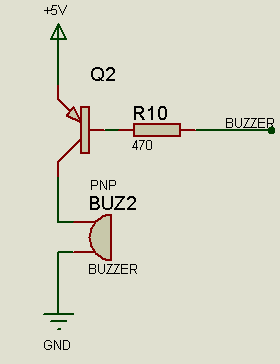 +5V
Q2
R10
BUZZER
470
PNP
BUZ2
BUZZER
GND